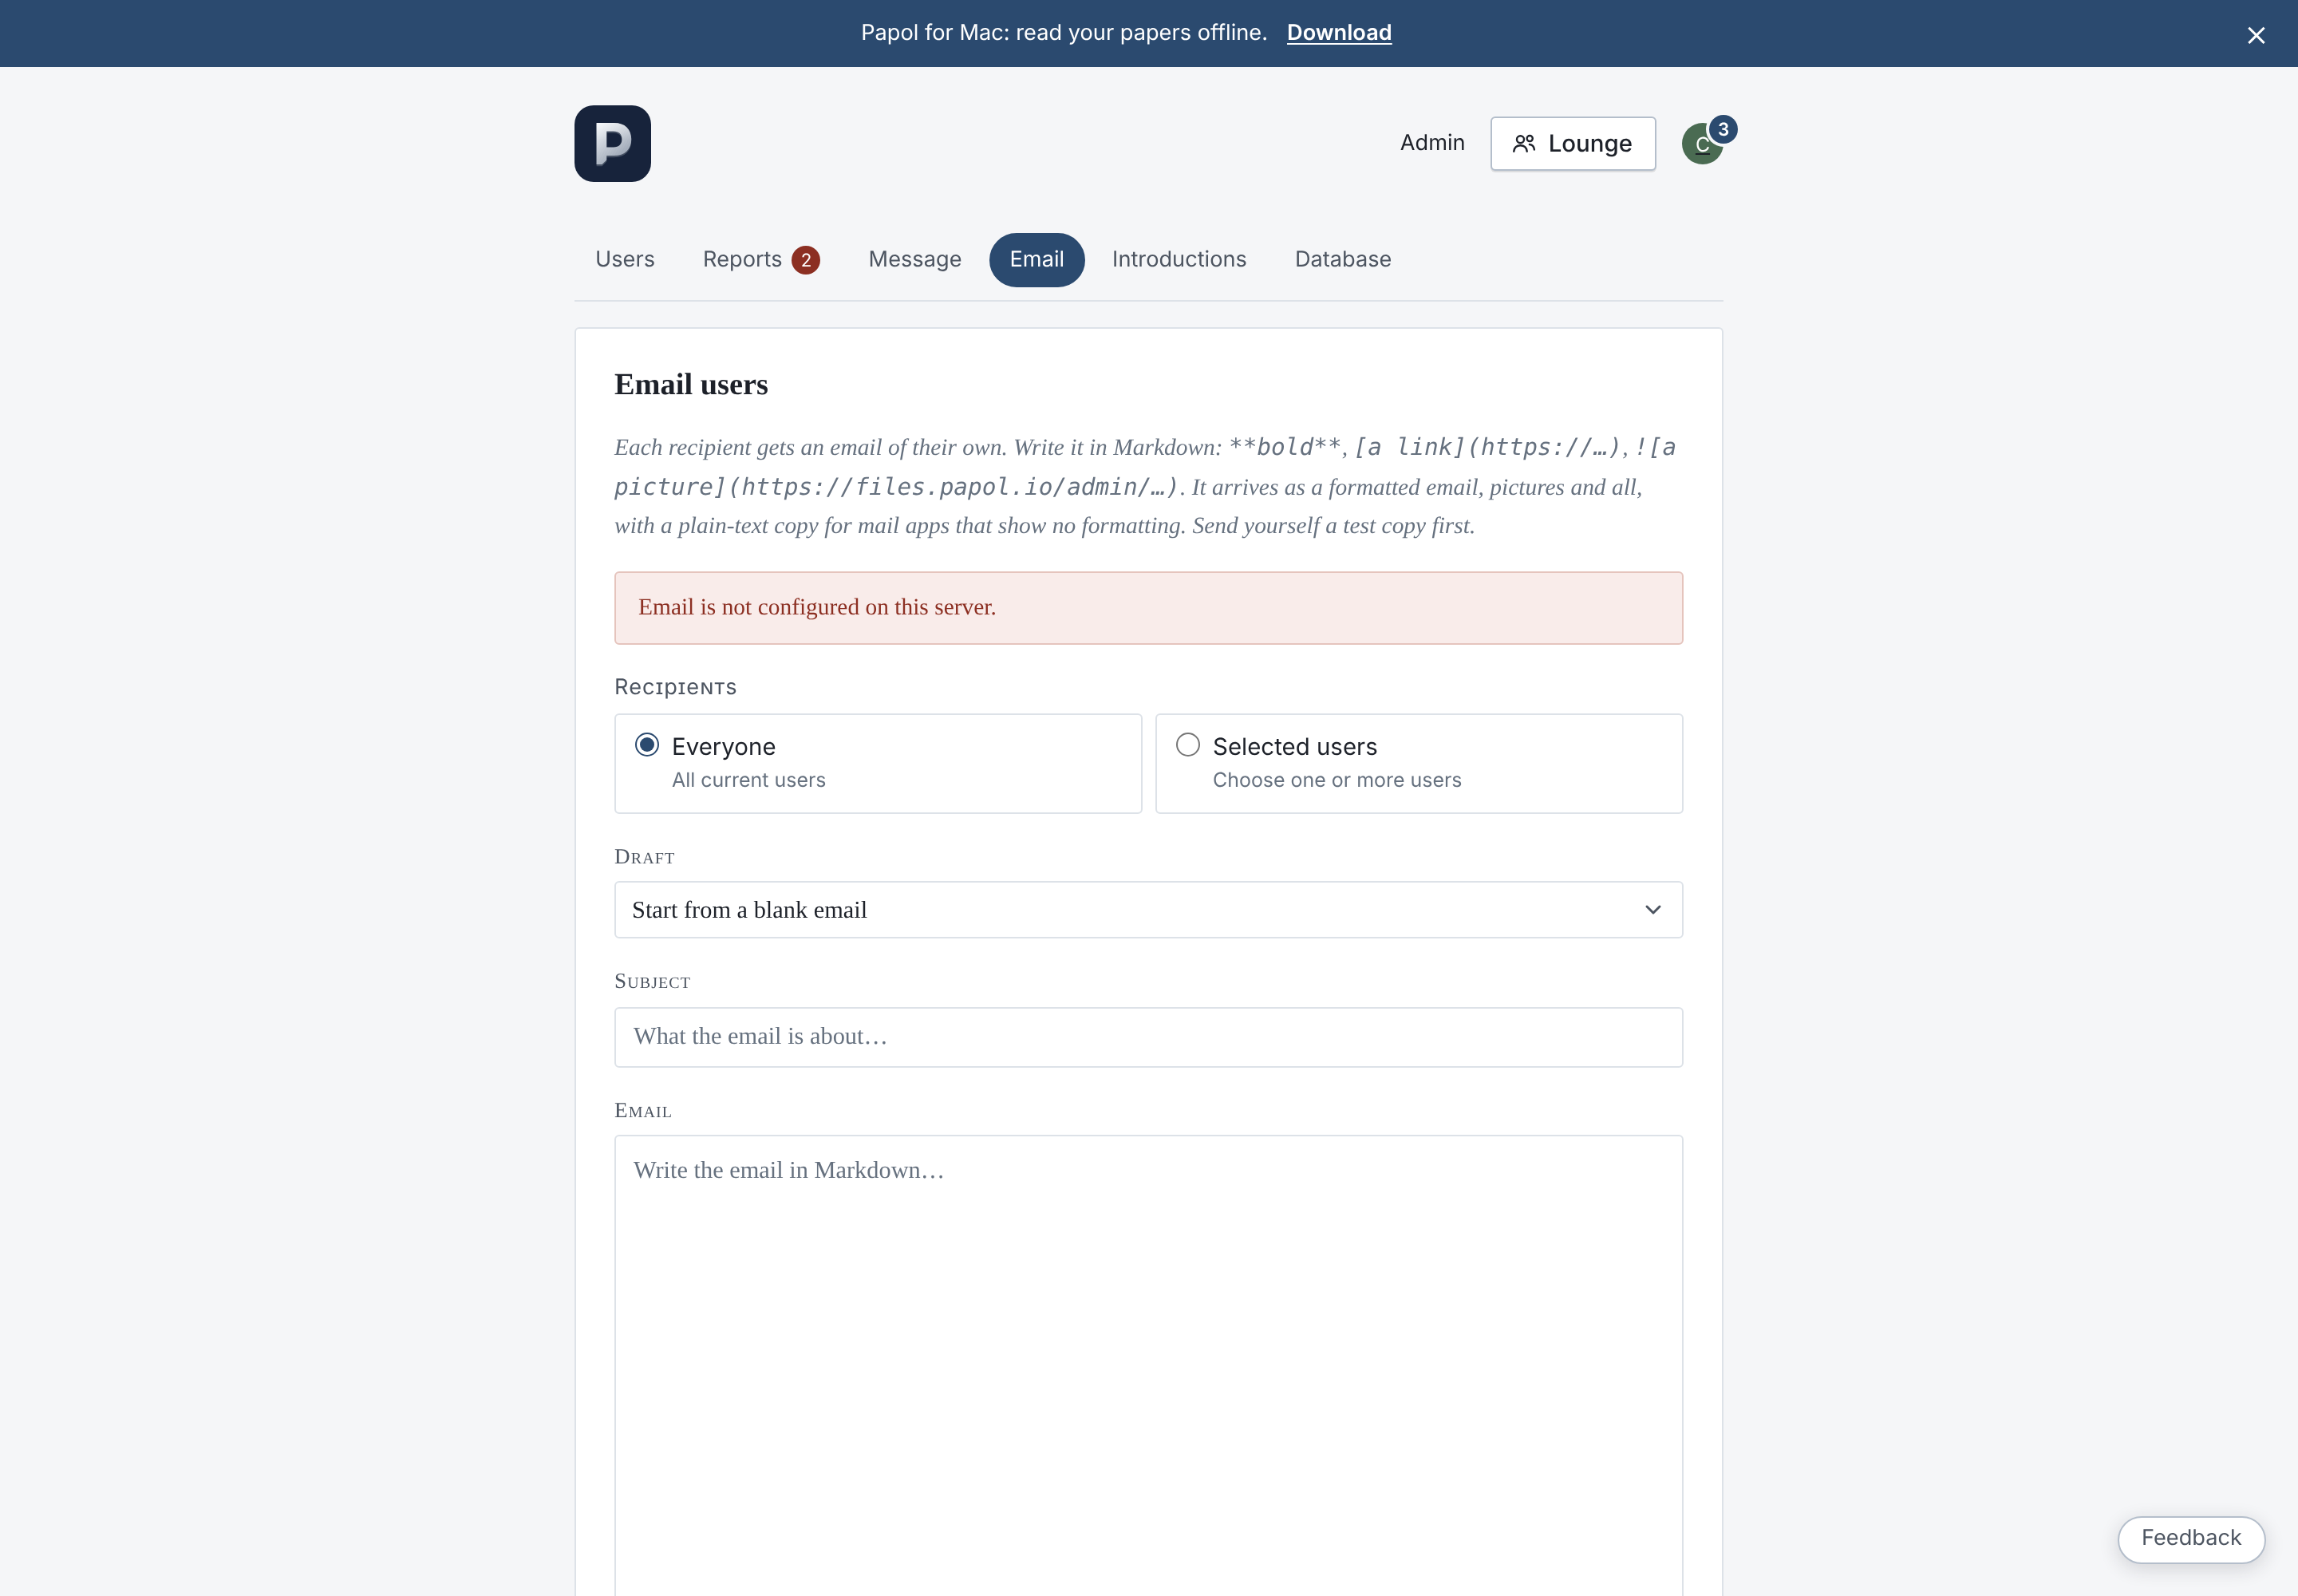 Papol for Mac: read your papers offline. Download
P
Admin
Lounge
C
3
Users
Reports 2
Message
Email
Introductions
Database
Email users
Each recipient gets an email of their own. Write it in Markdown: **bold**, [a link](https://…), ![a
picture](https://files.papol.io/admin/…). It arrives as a formatted email, pictures and all,
with a plain-text copy for mail apps that show no formatting. Send yourself a test copy first.
Email is not configured on this server.
Recipients
Everyone
All current users
Selected users
Choose one or more users
Draft
Start from a blank email
Subject
What the email is about…
Email
Write the email in Markdown…
Feedback